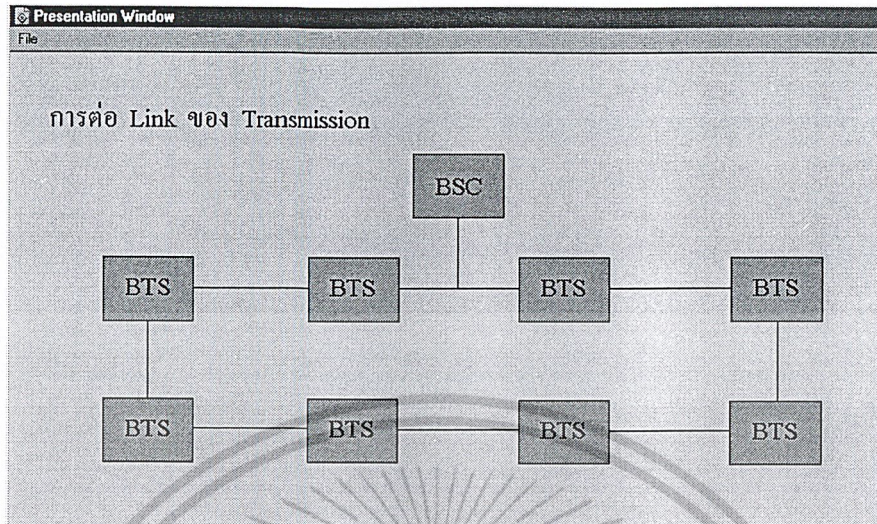 Presentation Window
File
การต่อ Link ของ Transmission
BSC
BTS BTS BTS BTS
BTS BTS BTS BTS